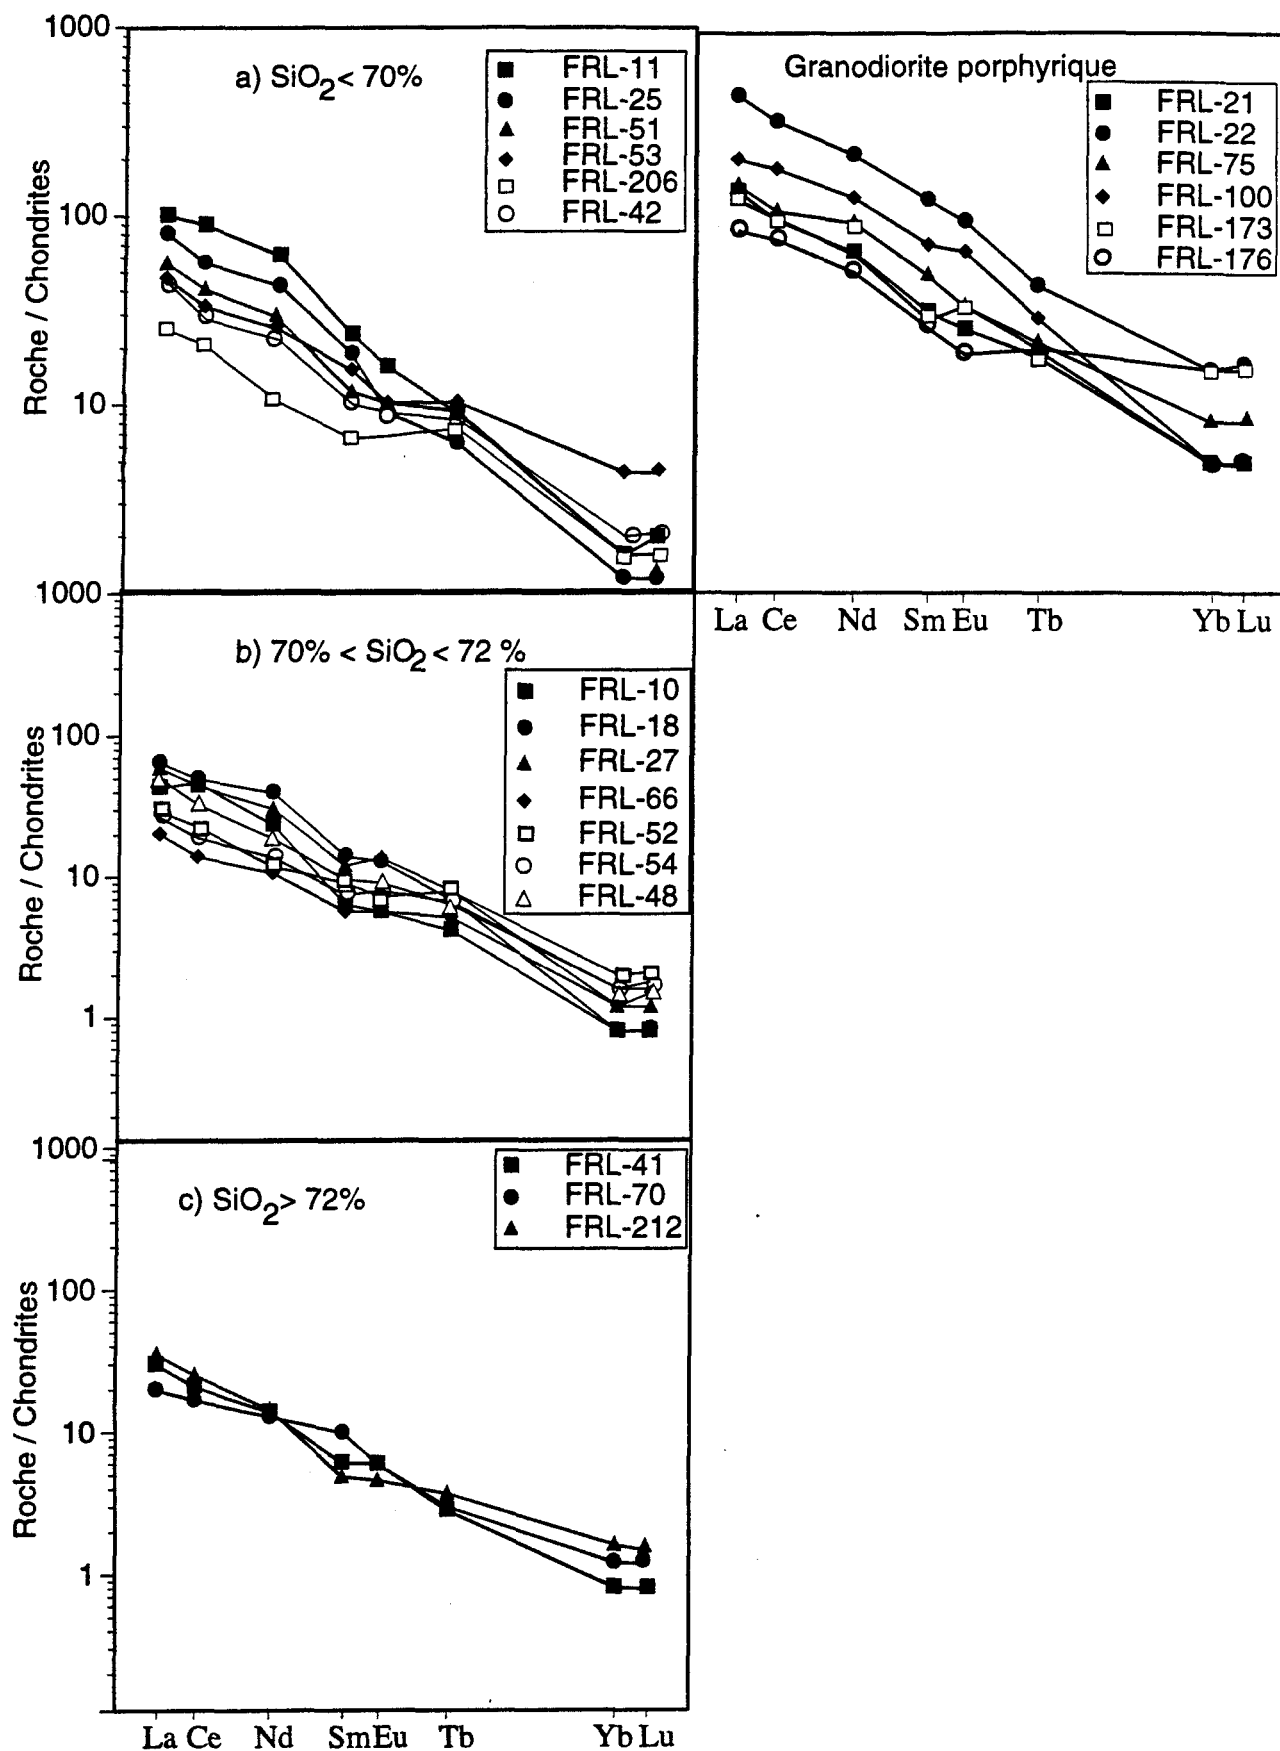 1000
100
10
1000
Roche / Chondrites
a) SiO2< 70%
FRL-11
FRL-25
FRL-51
FRL-53
FRL-206
FRL-42
Granodiorite porphyrique
FRL-21
FRL-22
FRL-75
FRL-100
FRL-173
FRL-176
La Ce Nd Sm Eu Tb Yb Lu
100
10
1
1000
Roche / Chondrites
b) 70% < SiO2 < 72 %
FRL-10
FRL-18
FRL-27
FRL-66
FRL-52
FRL-54
FRL-48
100
10
1
Roche / Chondrites
c) SiO2> 72%
FRL-41
FRL-70
FRL-212
La Ce Nd Sm Eu Tb Yb Lu